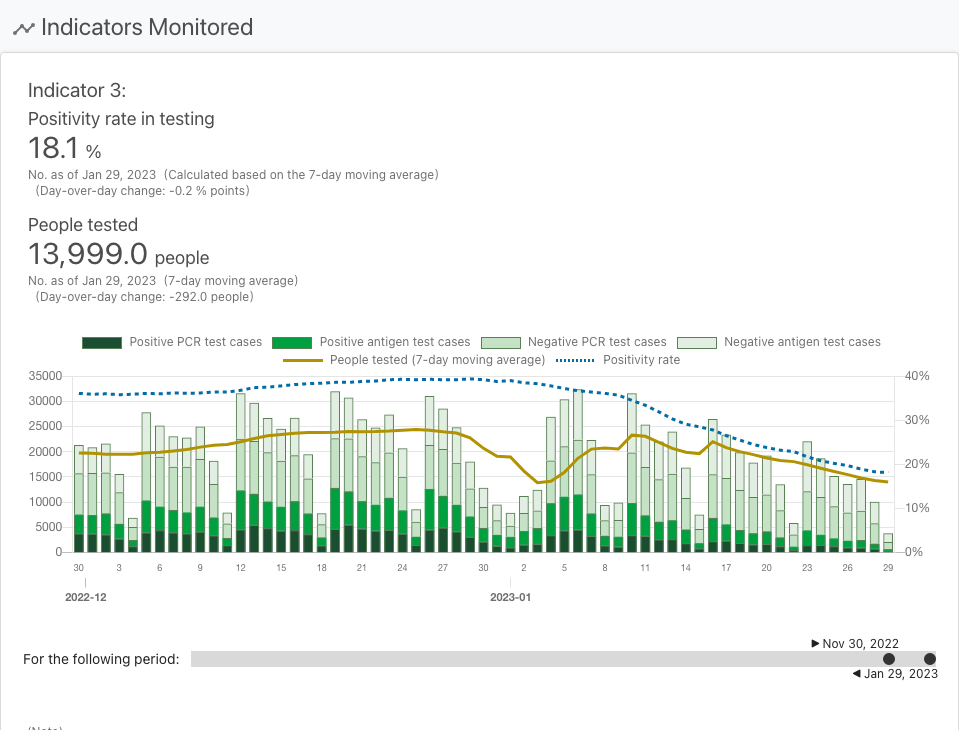 Indicators Monitored
Indicator 3:
Positivity rate in testing
18.1 %
No. as of Jan 29, 2023 (Calculated based on the 7-day moving average)
(Day-over-day change: -0.2 % points)
People tested
13,999.0 people
No. as of Jan 29, 2023 (7-day moving average)
(Day-over-day change: -292.0 people)
Positive PCR test cases Positive antigen test cases Negative PCR test cases Negative antigen test cases
People tested (7-day moving average) Positivity rate
35000 40%
30000
25000 30%
20000 20%
15000
10000 10%
5000
0 0%
30 3 6 9 12 15 18 21 24 27 30 2 5 8 11 14 17 20 23 26 29
2022-12 2023-01
▶ Nov 30, 2022
For the following period:
◀ Jan 29, 2023